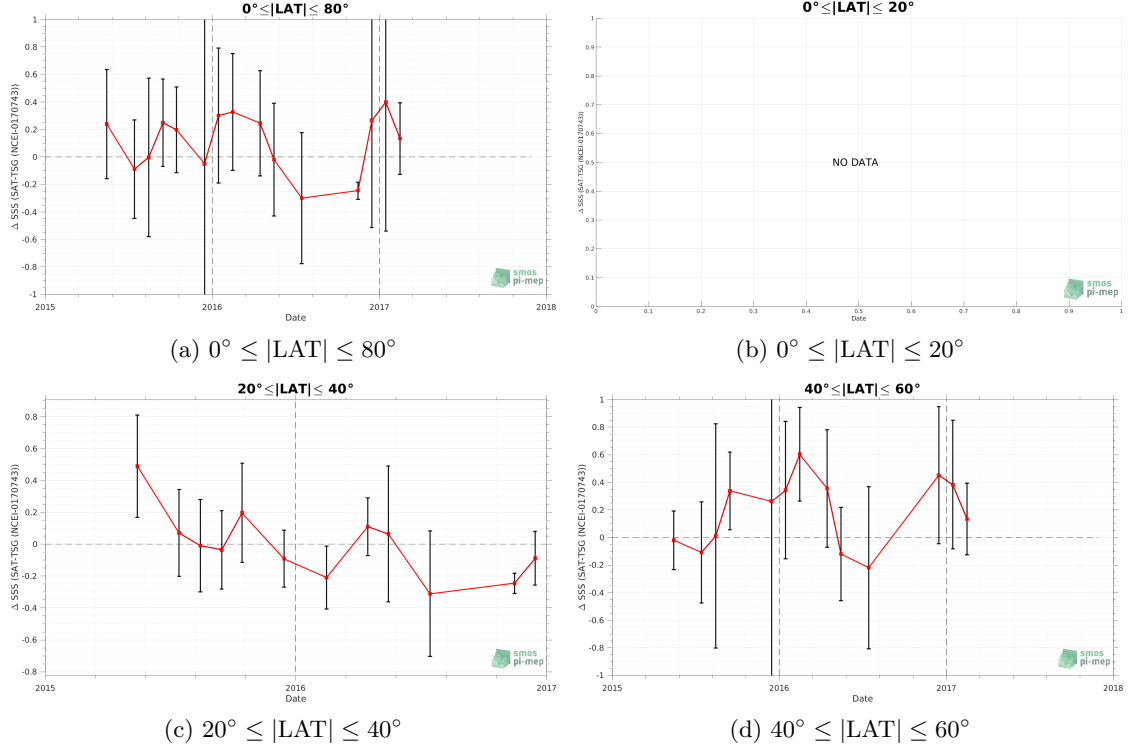 0°≤|LAT|≤ 80°
Δ SSS (SAT-TSG (NCEI-0170743))
1
0.8
0.6
0.4
0.2
0
-0.2
-0.4
-0.6
-0.8
-1
2015
2016
2017
2018
Date
smos
pi-mep
(a) 0° ≤ |LAT| ≤ 80°
0°≤|LAT|≤ 20°
Δ SSS (SAT-TSG (NCEI-0170743))
1
0.9
0.8
0.7
0.6
0.5
0.4
0.3
0.2
0.1
0
NO DATA
0
0.1
0.2
0.3
0.4
0.5
0.6
0.7
0.8
0.9
1
Date
smos
pi-mep
(b) 0° ≤ |LAT| ≤ 20°
20°≤|LAT|≤ 40°
Δ SSS (SAT-TSG (NCEI-0170743))
0.8
0.6
0.4
0.2
0
-0.2
-0.4
-0.6
-0.8
2015
2016
2017
Date
smos
pi-mep
(c) 20° ≤ |LAT| ≤ 40°
40°≤|LAT|≤ 60°
Δ SSS (SAT-TSG (NCEI-0170743))
1
0.8
0.6
0.4
0.2
0
-0.2
-0.4
-0.6
-0.8
-1
2015
2016
2017
2018
Date
smos
pi-mep
(d) 40° ≤ |LAT| ≤ 60°